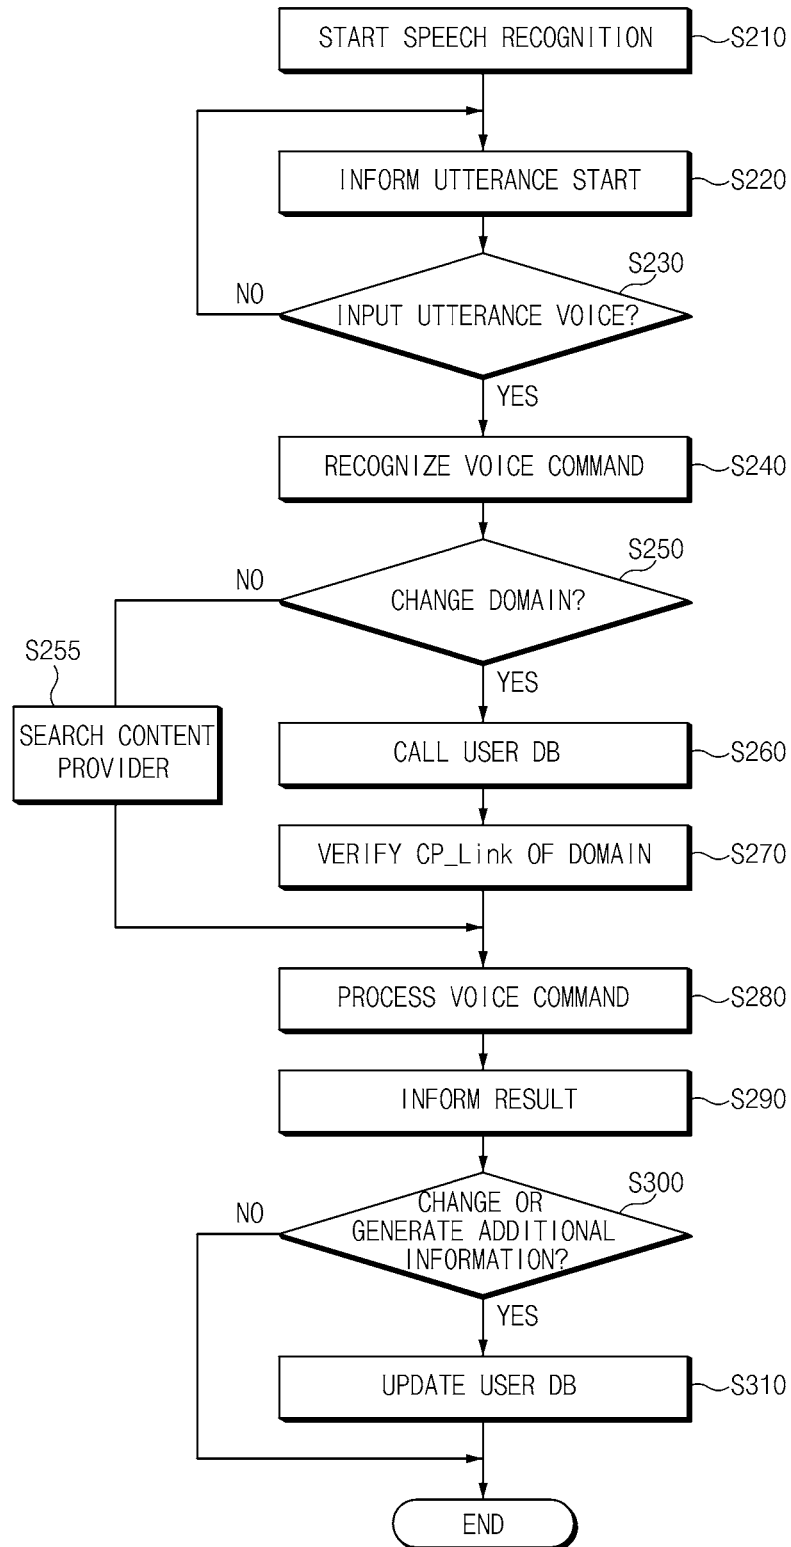 START SPEECH RECOGNITION
S210
INFORM UTTERANCE START
S220
S230
NO
INPUT UTTERANCE VOICE?
YES
RECOGNIZE VOICE COMMAND
S240
S250
NO
CHANGE DOMAIN?
YES
S255
SEARCH CONTENT
PROVIDER
CALL USER DB
S260
VERIFY CP_Link OF DOMAIN
S270
PROCESS VOICE COMMAND
S280
INFORM RESULT
S290
S300
NO
CHANGE OR
GENERATE ADDITIONAL
INFORMATION?
YES
UPDATE USER DB
S310
END